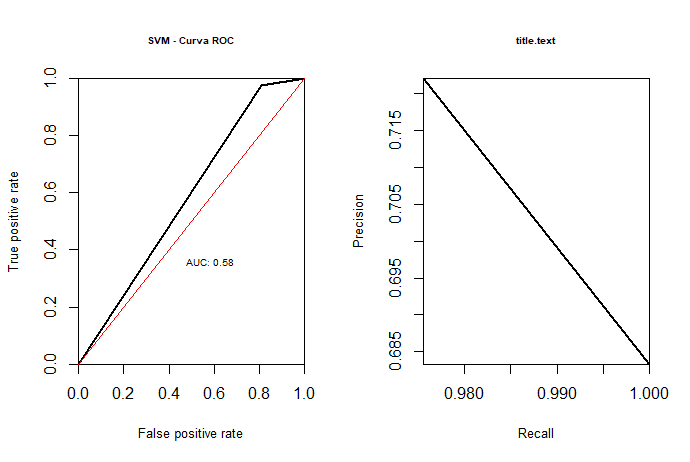 SVM - Curva ROC
True positive rate
1.0
0.8
0.6
0.4
0.2
0.0
AUC: 0.58
0.0 0.2 0.4 0.6 0.8 1.0
False positive rate
title.text
Precision
0.715
0.705
0.695
0.685
0.980 0.990 1.000
Recall